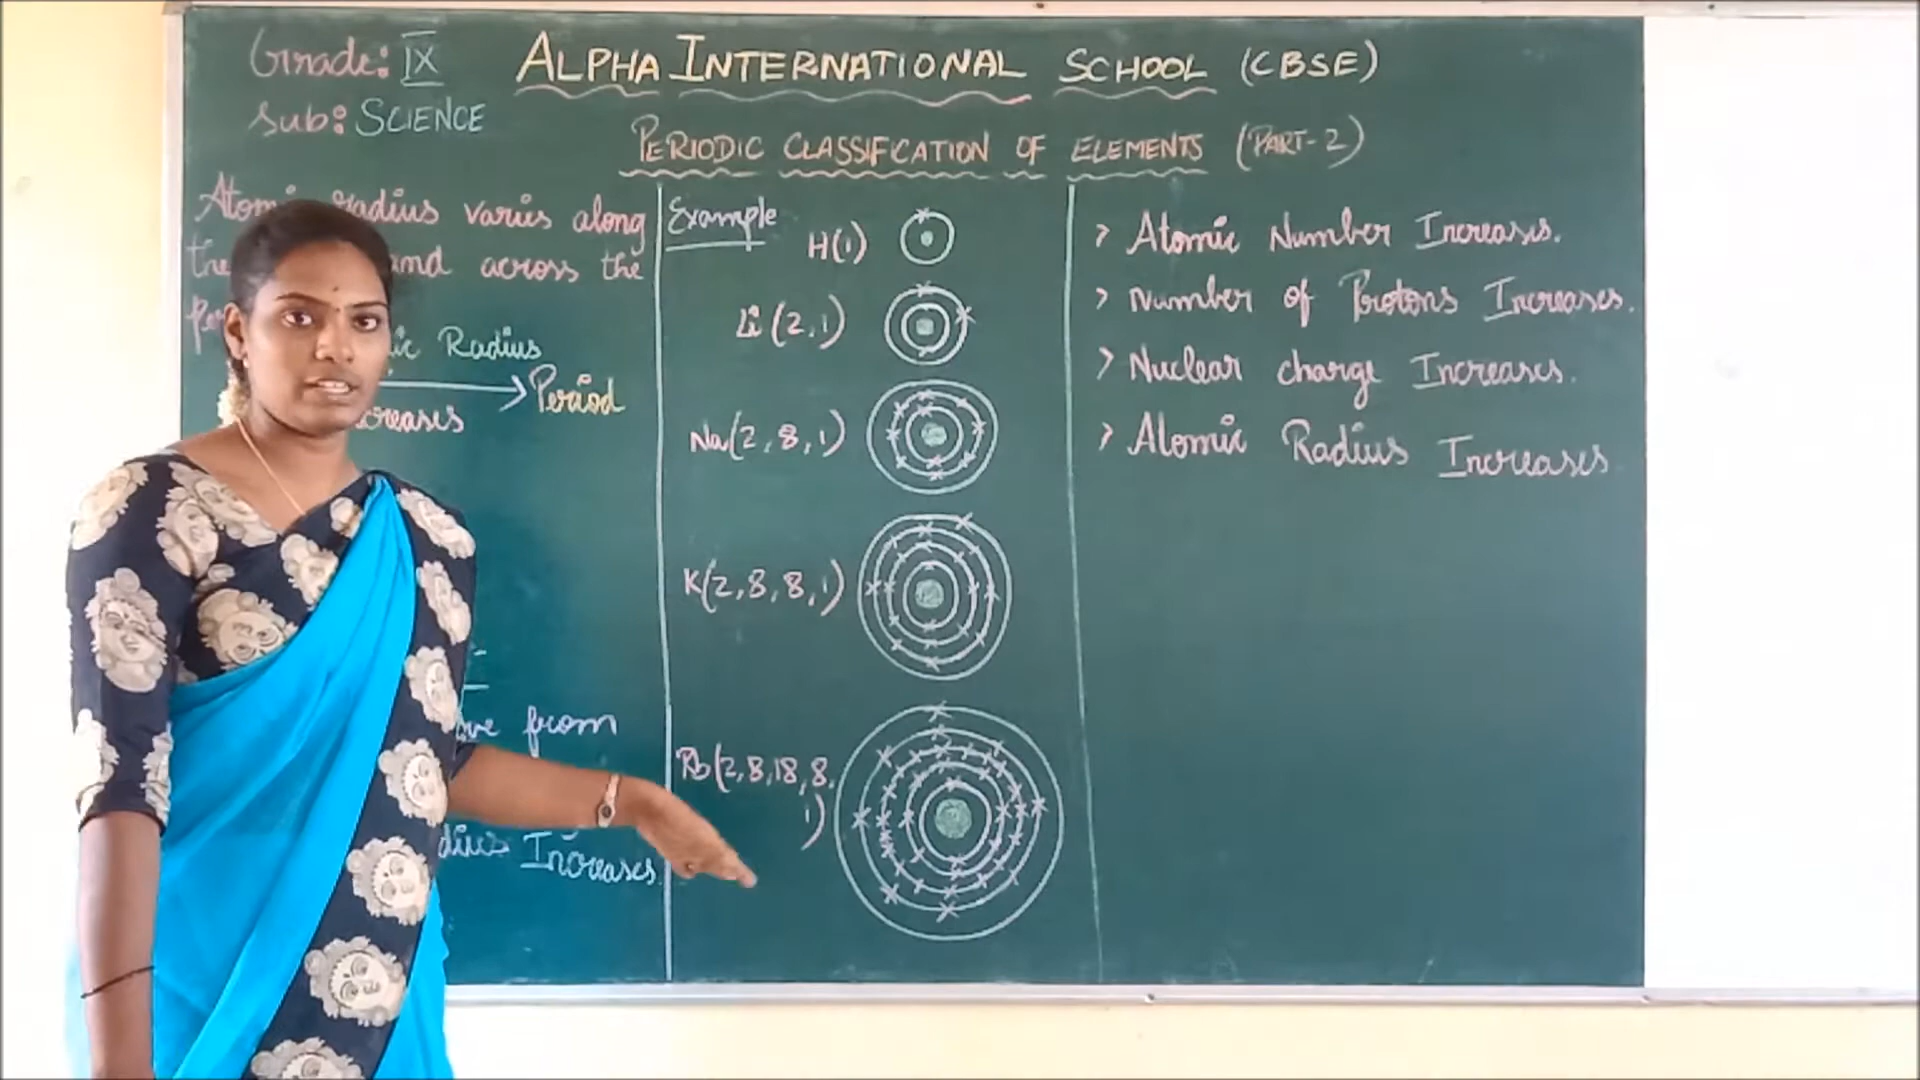 Grade: IX
Sub: SCIENCE
ALPHA INTERNATIONAL SCHOOL (CBSE)
PERIODIC CLASSIFICATION OF ELEMENTS (PART-2)
radius varies along
and across the
Radius
Period
Increases
H(1)
Example
Li (2,1)
Na(2,8,1)
K(2,8,8,1)
Rb(2,8,18,8,
1)
> Atomic Number Increases.
> Number of Protons Increases.
> Nuclear charge Increases.
> Atomic Radius Increases
from